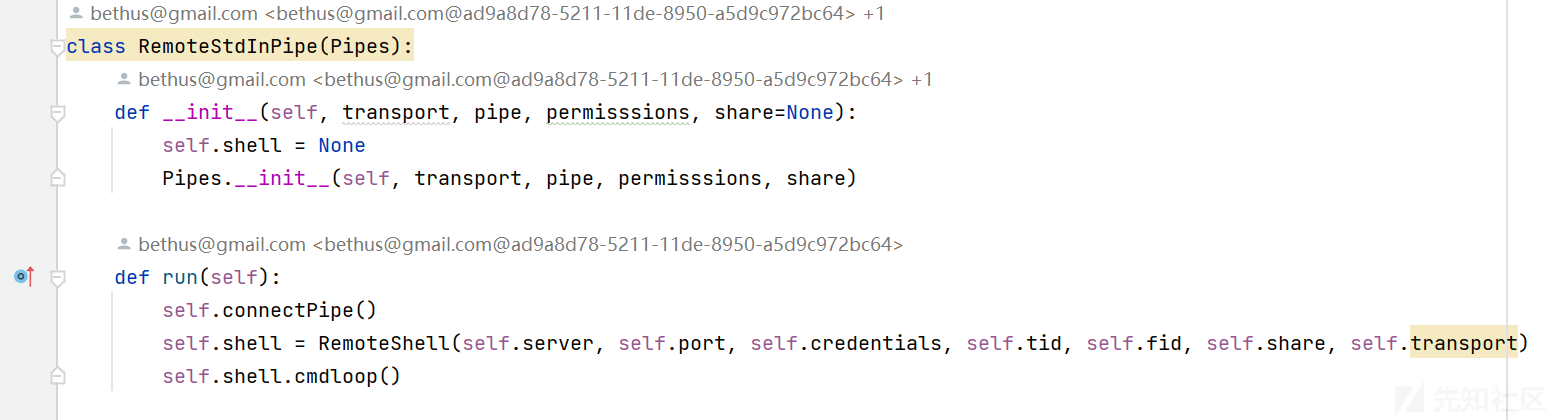 bethus@gmail.com <bethus@gmail.com@ad9a8d78-5211-11de-8950-a5d9c972bc64> +1
class RemoteStdInPipe(Pipes):
bethus@gmail.com <bethus@gmail.com@ad9a8d78-5211-11de-8950-a5d9c972bc64> +1
def __init__(self, transport, pipe, permisssions, share=None):
self.shell = None
Pipes.__init__(self, transport, pipe, permisssions, share)
bethus@gmail.com <bethus@gmail.com@ad9a8d78-5211-11de-8950-a5d9c972bc64>
def run(self):
self.connectPipe()
self.shell = RemoteShell(self.server, self.port, self.credentials, self.tid, self.fid, self.share, self.transport)
self.shell.cmdloop()
先知社区